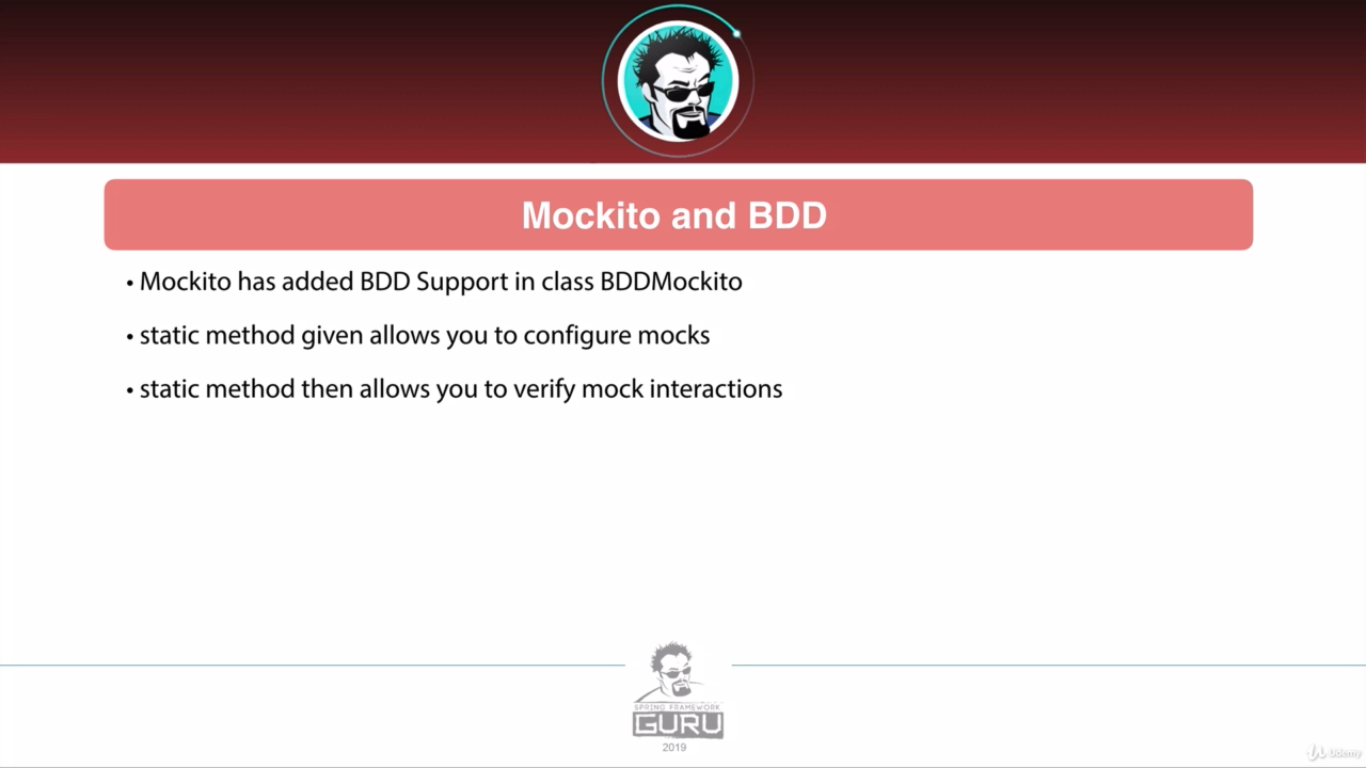 Mockito and BDD
• Mockito has added BDD Support in class BDDMockito
• static method given allows you to configure mocks
• static method then allows you to verify mock interactions
SPRING FRAMEWORK
GURU
2019
Udemy